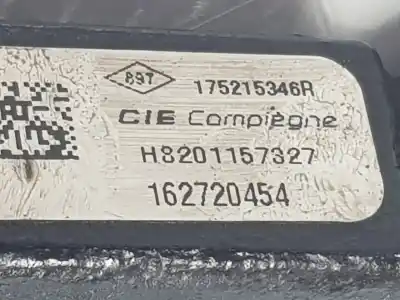 897 175215346R
CIE Compiegne
H8201157327
162720454